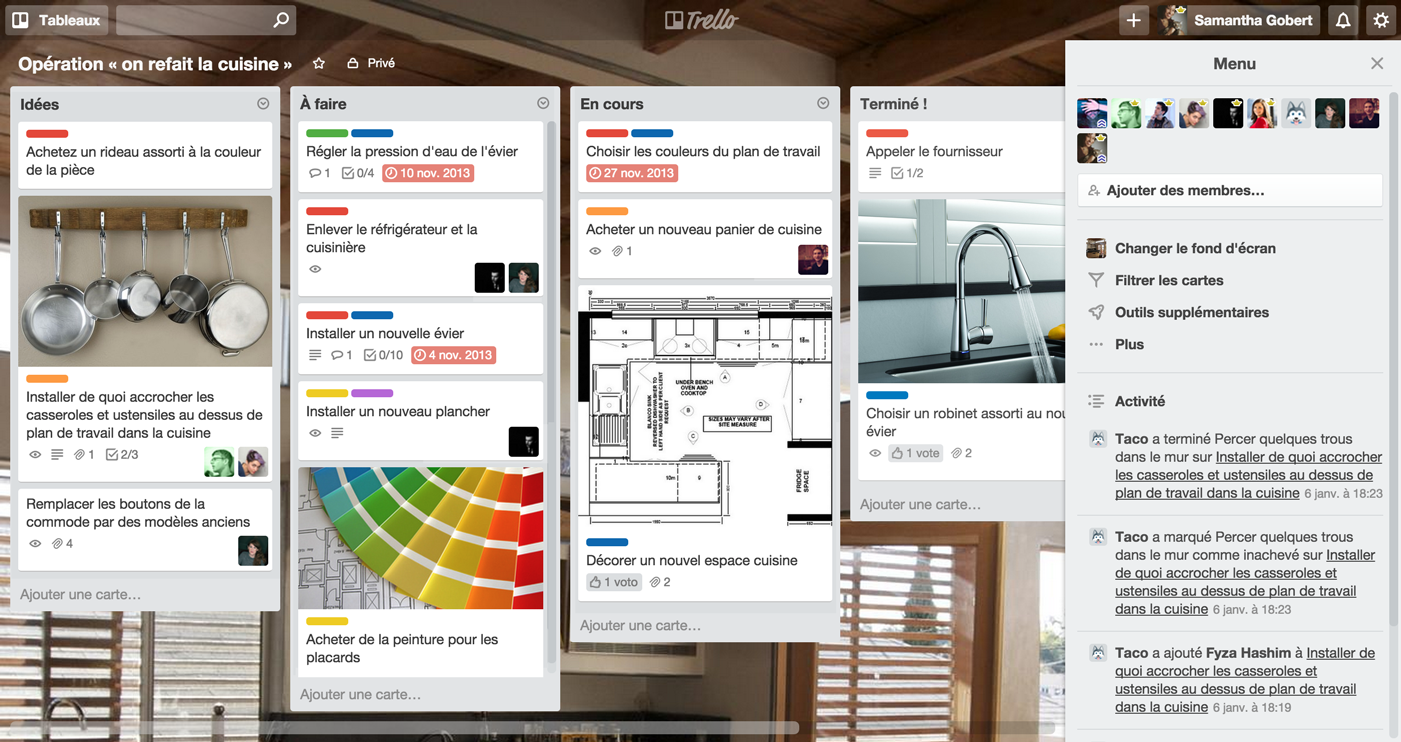 Tableaux
Trello
Samantha Gobert
Opération « on refait la cuisine »
Privé
Idées
Achetez un rideau assorti à la couleur
de la pièce
Installer de quoi accrocher les
casseroles et ustensiles au dessus de
plan de travail dans la cuisine
1
2/3
Remplacer les boutons de la
commode par des modèles anciens
4
Ajouter une carte…
À faire
Régler la pression d'eau de l'évier
1
0/4
10 nov. 2013
Enlever le réfrigérateur et la
cuisinière
Installer un nouvelle évier
1
0/10
4 nov. 2013
Installer un nouveau plancher
Acheter de la peinture pour les
placards
Ajouter une carte…
En cours
Choisir les couleurs du plan de travail
27 nov. 2013
Acheter un nouveau panier de cuisine
1
UNDER BENCH
OVEN AND
COOKTOP
BLANCO SINK
REVERSED DISHWASHER TO
LEFT HAND SIDE AS PER CLIENT
REQUEST
SIZES MAY VARY AFTER
SITE MEASURE
FRIDGE
SPACE
A
B
C
D
Décorer un nouvel espace cuisine
1 voto
2
Ajouter une carte…
Terminé !
Appeler le fournisseur
1/2
Choisir un robinet assorti au nou
évier
1 vote
2
Ajouter une carte…
Menu
Ajouter des membres…
Changer le fond d'écran
Filtrer les cartes
Outils supplémentaires
Plus
Activité
Taco a terminé Percer quelques trous
dans le mur sur Installer de quoi accrocher
les casseroles et ustensiles au dessus de
plan de travail dans la cuisine 6 janv. à 18:23
Taco a marqué Percer quelques trous
dans le mur comme inachevé sur Installer
de quoi accrocher les casseroles et
ustensiles au dessus de plan de travail
dans la cuisine 6 janv. à 18:23
Taco a ajouté Fyza Hashim à Installer de
quoi accrocher les casseroles et
ustensiles au dessus de plan de travail
dans la cuisine 6 janv. à 18:19